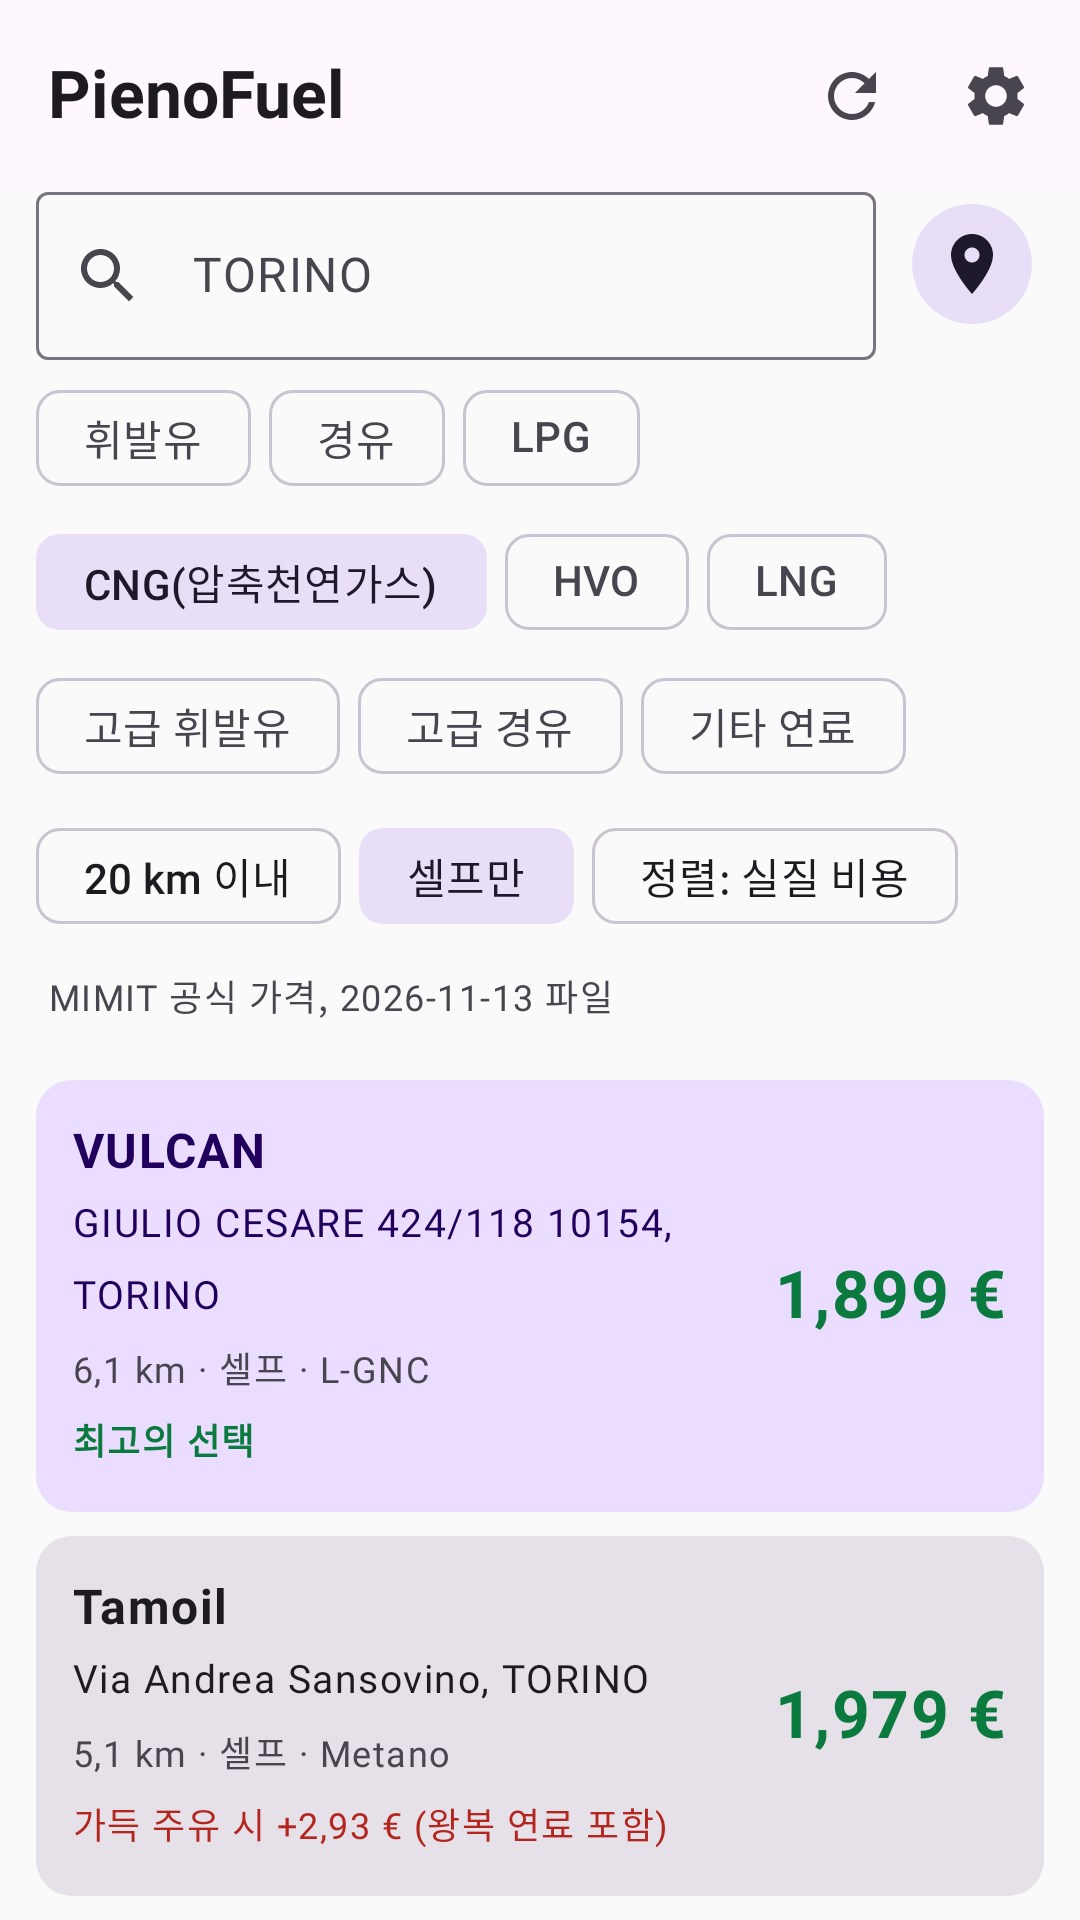 PienoFuel
TORINO
휘발유 경유 LPG
CNG(압축천연가스) HVO LNG
고급 휘발유 고급 경유 기타 연료
20 km 이내 셀프만 정렬: 실질 비용
MIMIT 공식 가격, 2026-11-13 파일
VULCAN
GIULIO CESARE 424/118 10154,
TORINO
1,899 €
6,1 km · 셀프 · L-GNC
최고의 선택
Tamoil
Via Andrea Sansovino, TORINO
1,979 €
5,1 km · 셀프 · Metano
가득 주유 시 +2,93 € (왕복 연료 포함)